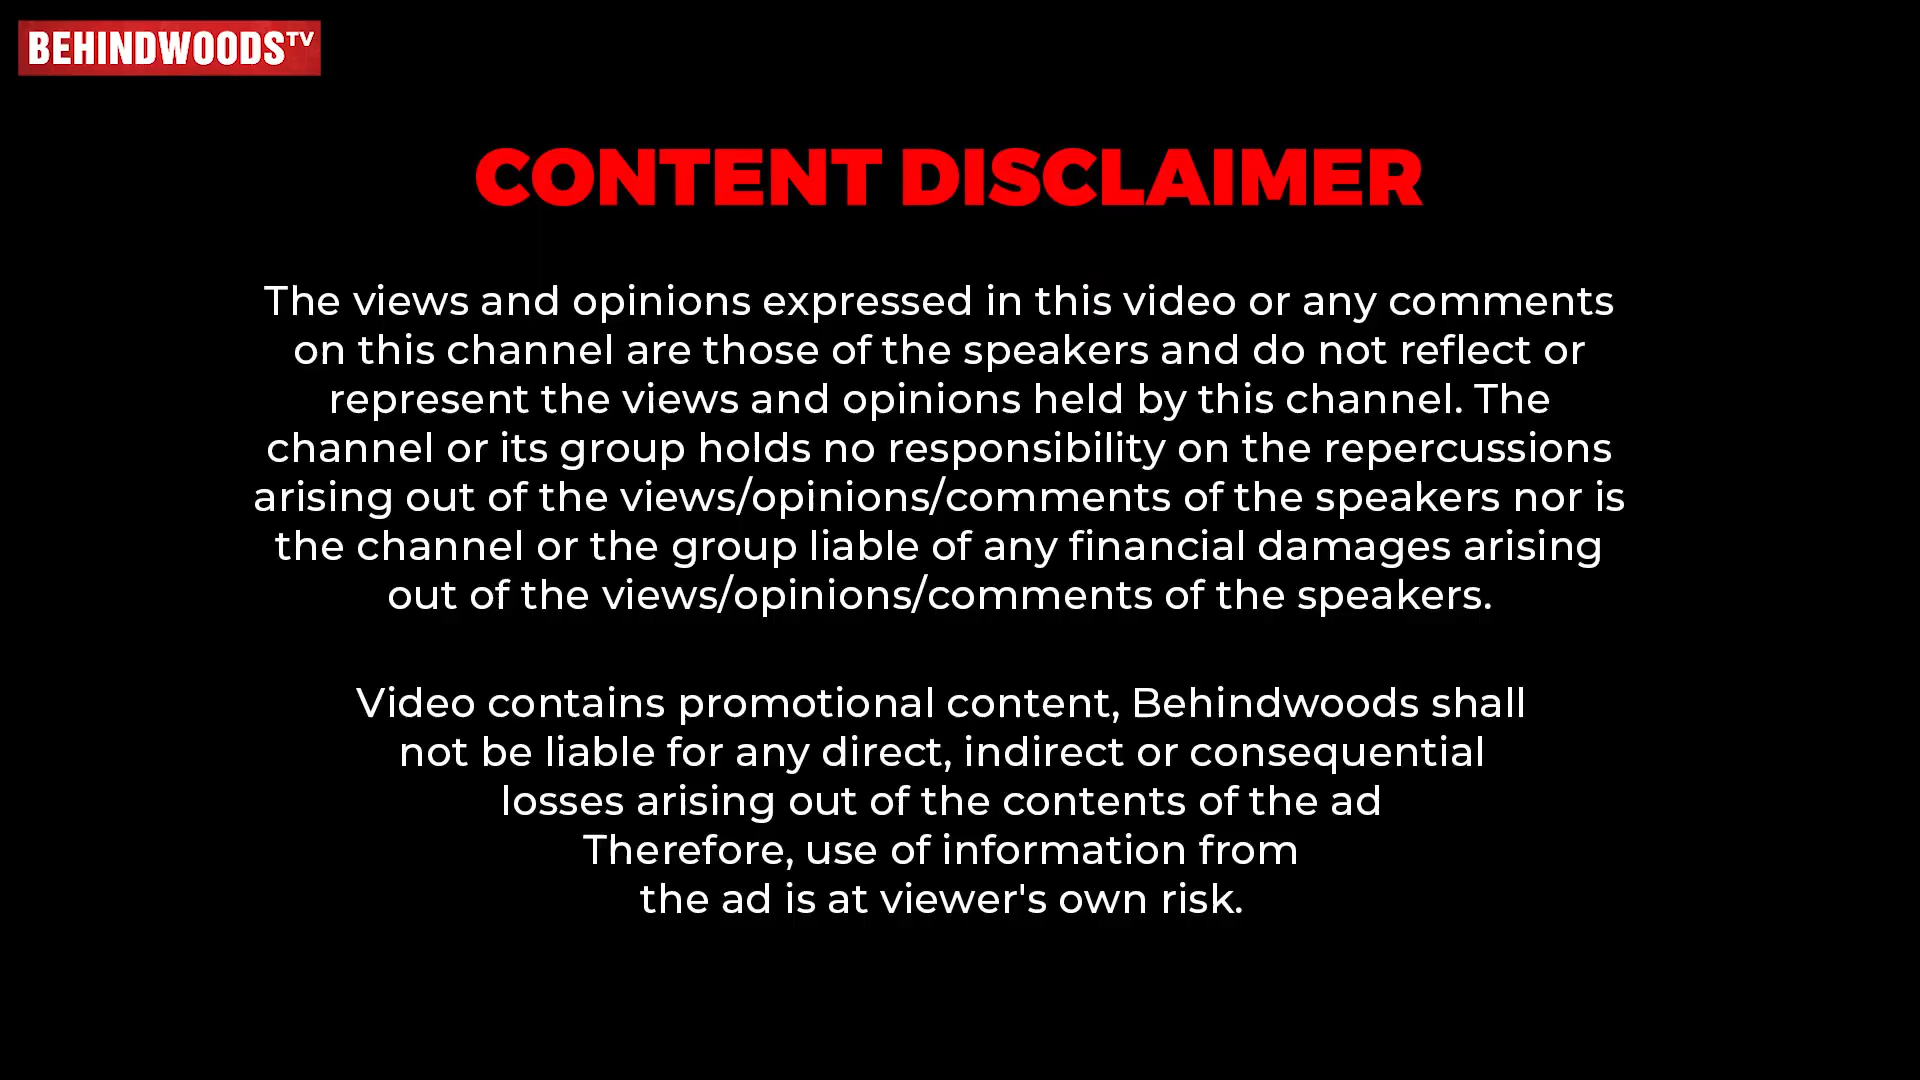 BEHINDWOODSTV
CONTENT DISCLAIMER
The views and opinions expressed in this video or any comments
on this channel are those of the speakers and do not reflect or
represent the views and opinions held by this channel. The
channel or its group holds no responsibility on the repercussions
arising out of the views/opinions/comments of the speakers nor is
the channel or the group liable of any financial damages arising
out of the views/opinions/comments of the speakers.
Video contains promotional content, Behindwoods shall
not be liable for any direct, indirect or consequential
losses arising out of the contents of the ad
Therefore, use of information from
the ad is at viewer's own risk.